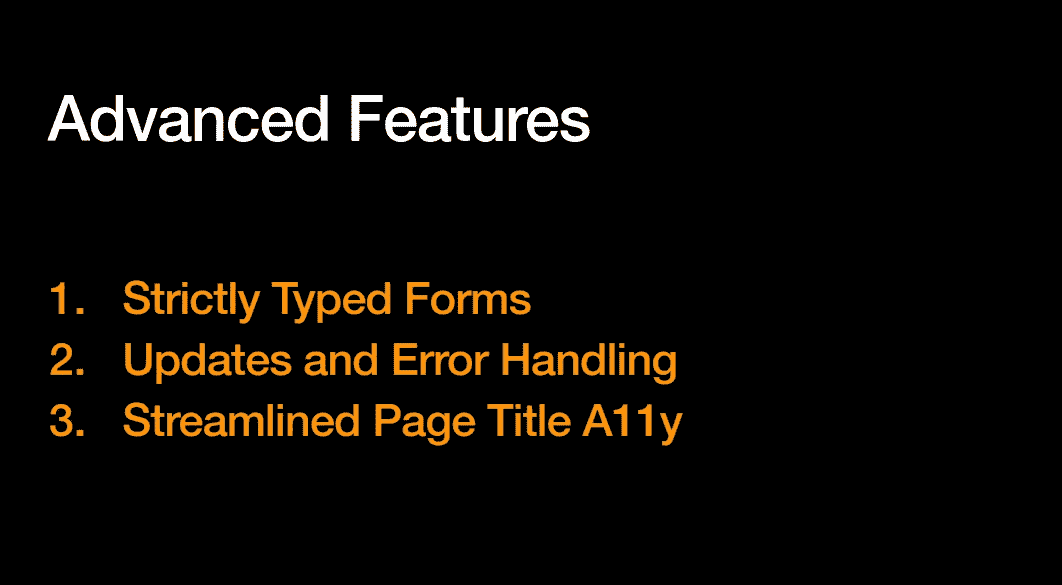 Advanced Features
1. Strictly Typed Forms
2. Updates and Error Handling
3. Streamlined Page Title A11y